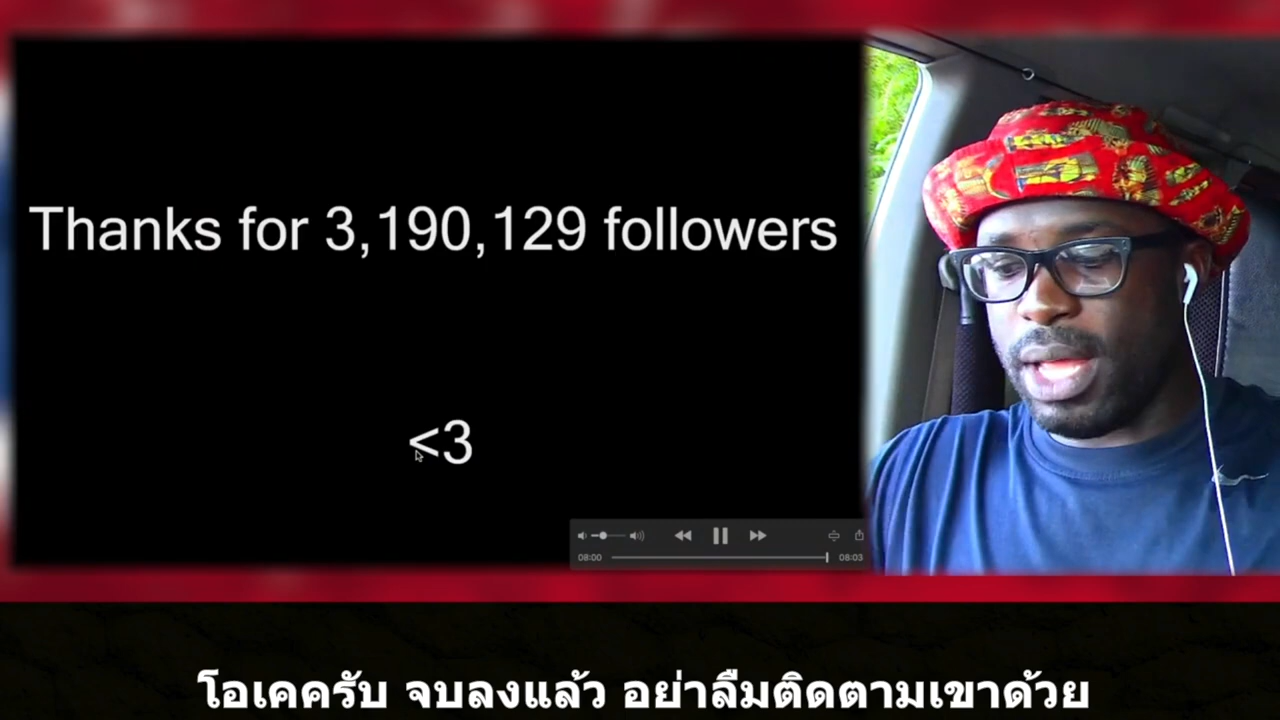 Thanks for 3,190,129 followers
<3
08:00
08:03
โอเคครับ จบลงแล้ว อย่าลืมติดตามเขาด้วย